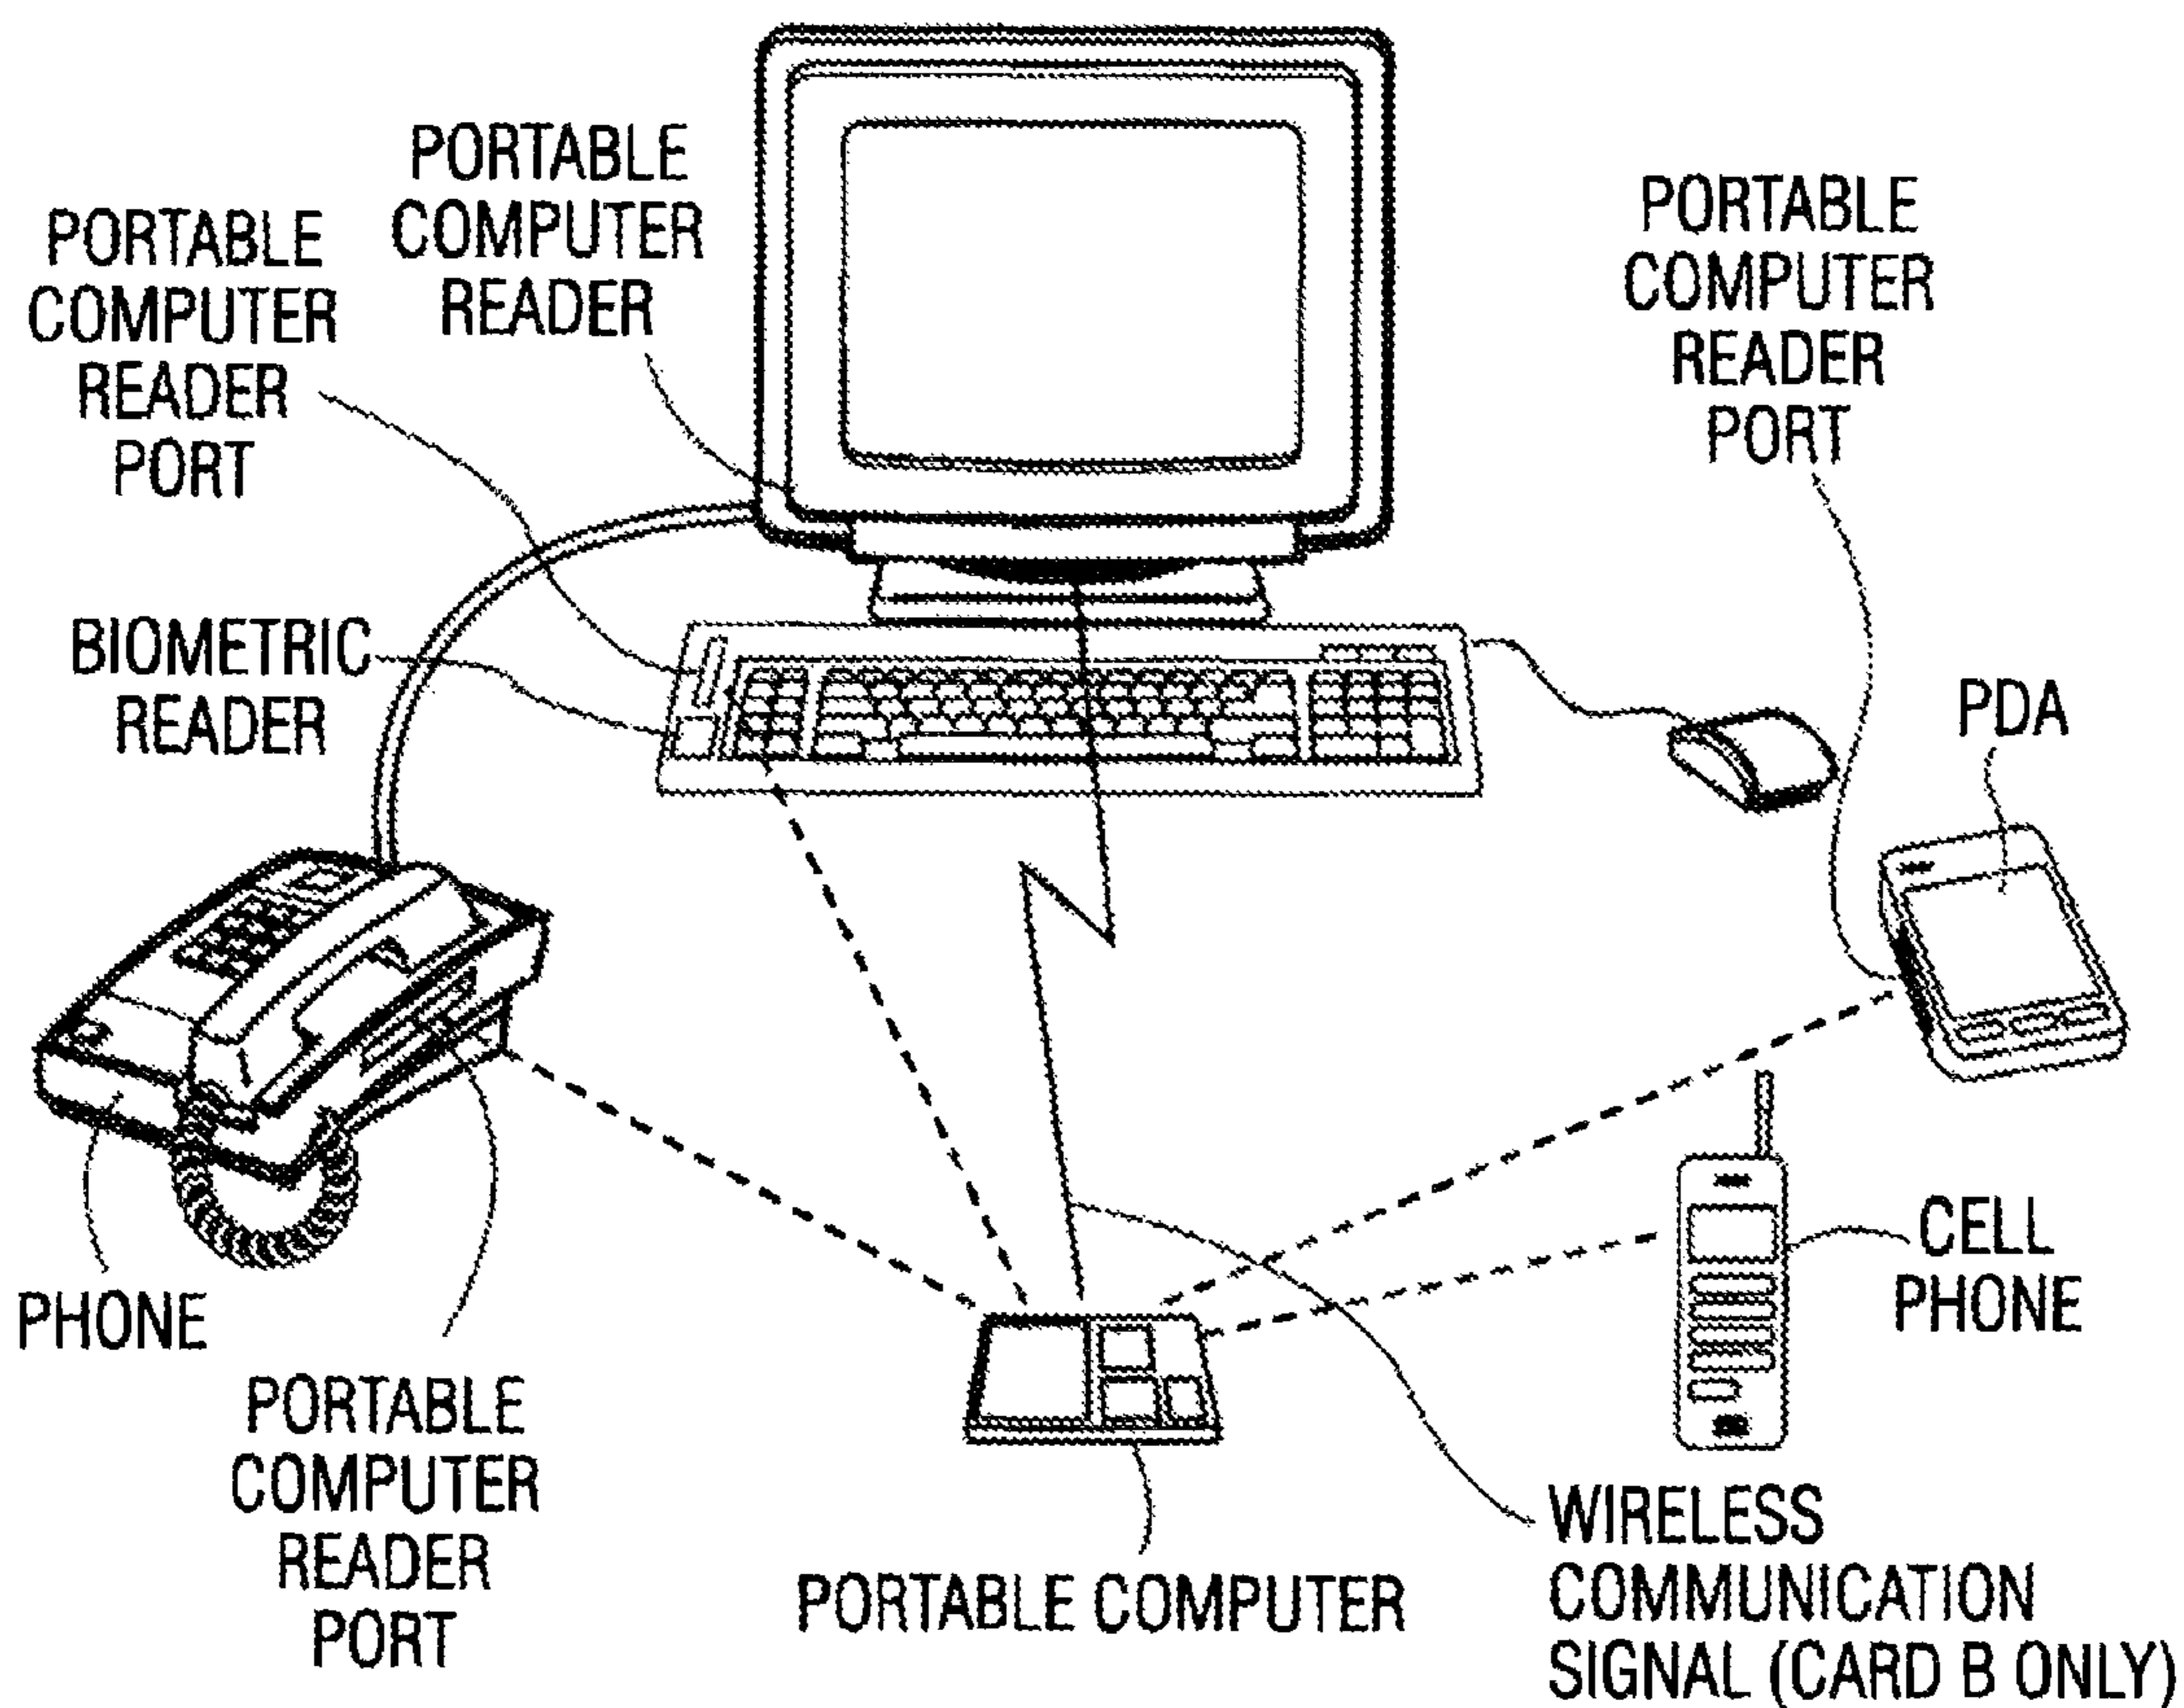 PORTABLE
COMPUTER
READER
PORTABLE
COMPUTER
READER
PORT
PORTABLE
COMPUTER
READER
PORT
BIOMETRIC
READER
PDA
CELL
PHONE
PHONE
PORTABLE
COMPUTER
READER
PORT
PORTABLE COMPUTER
WIRELESS
COMMUNICATION
SIGNAL (CARD B ONLY)